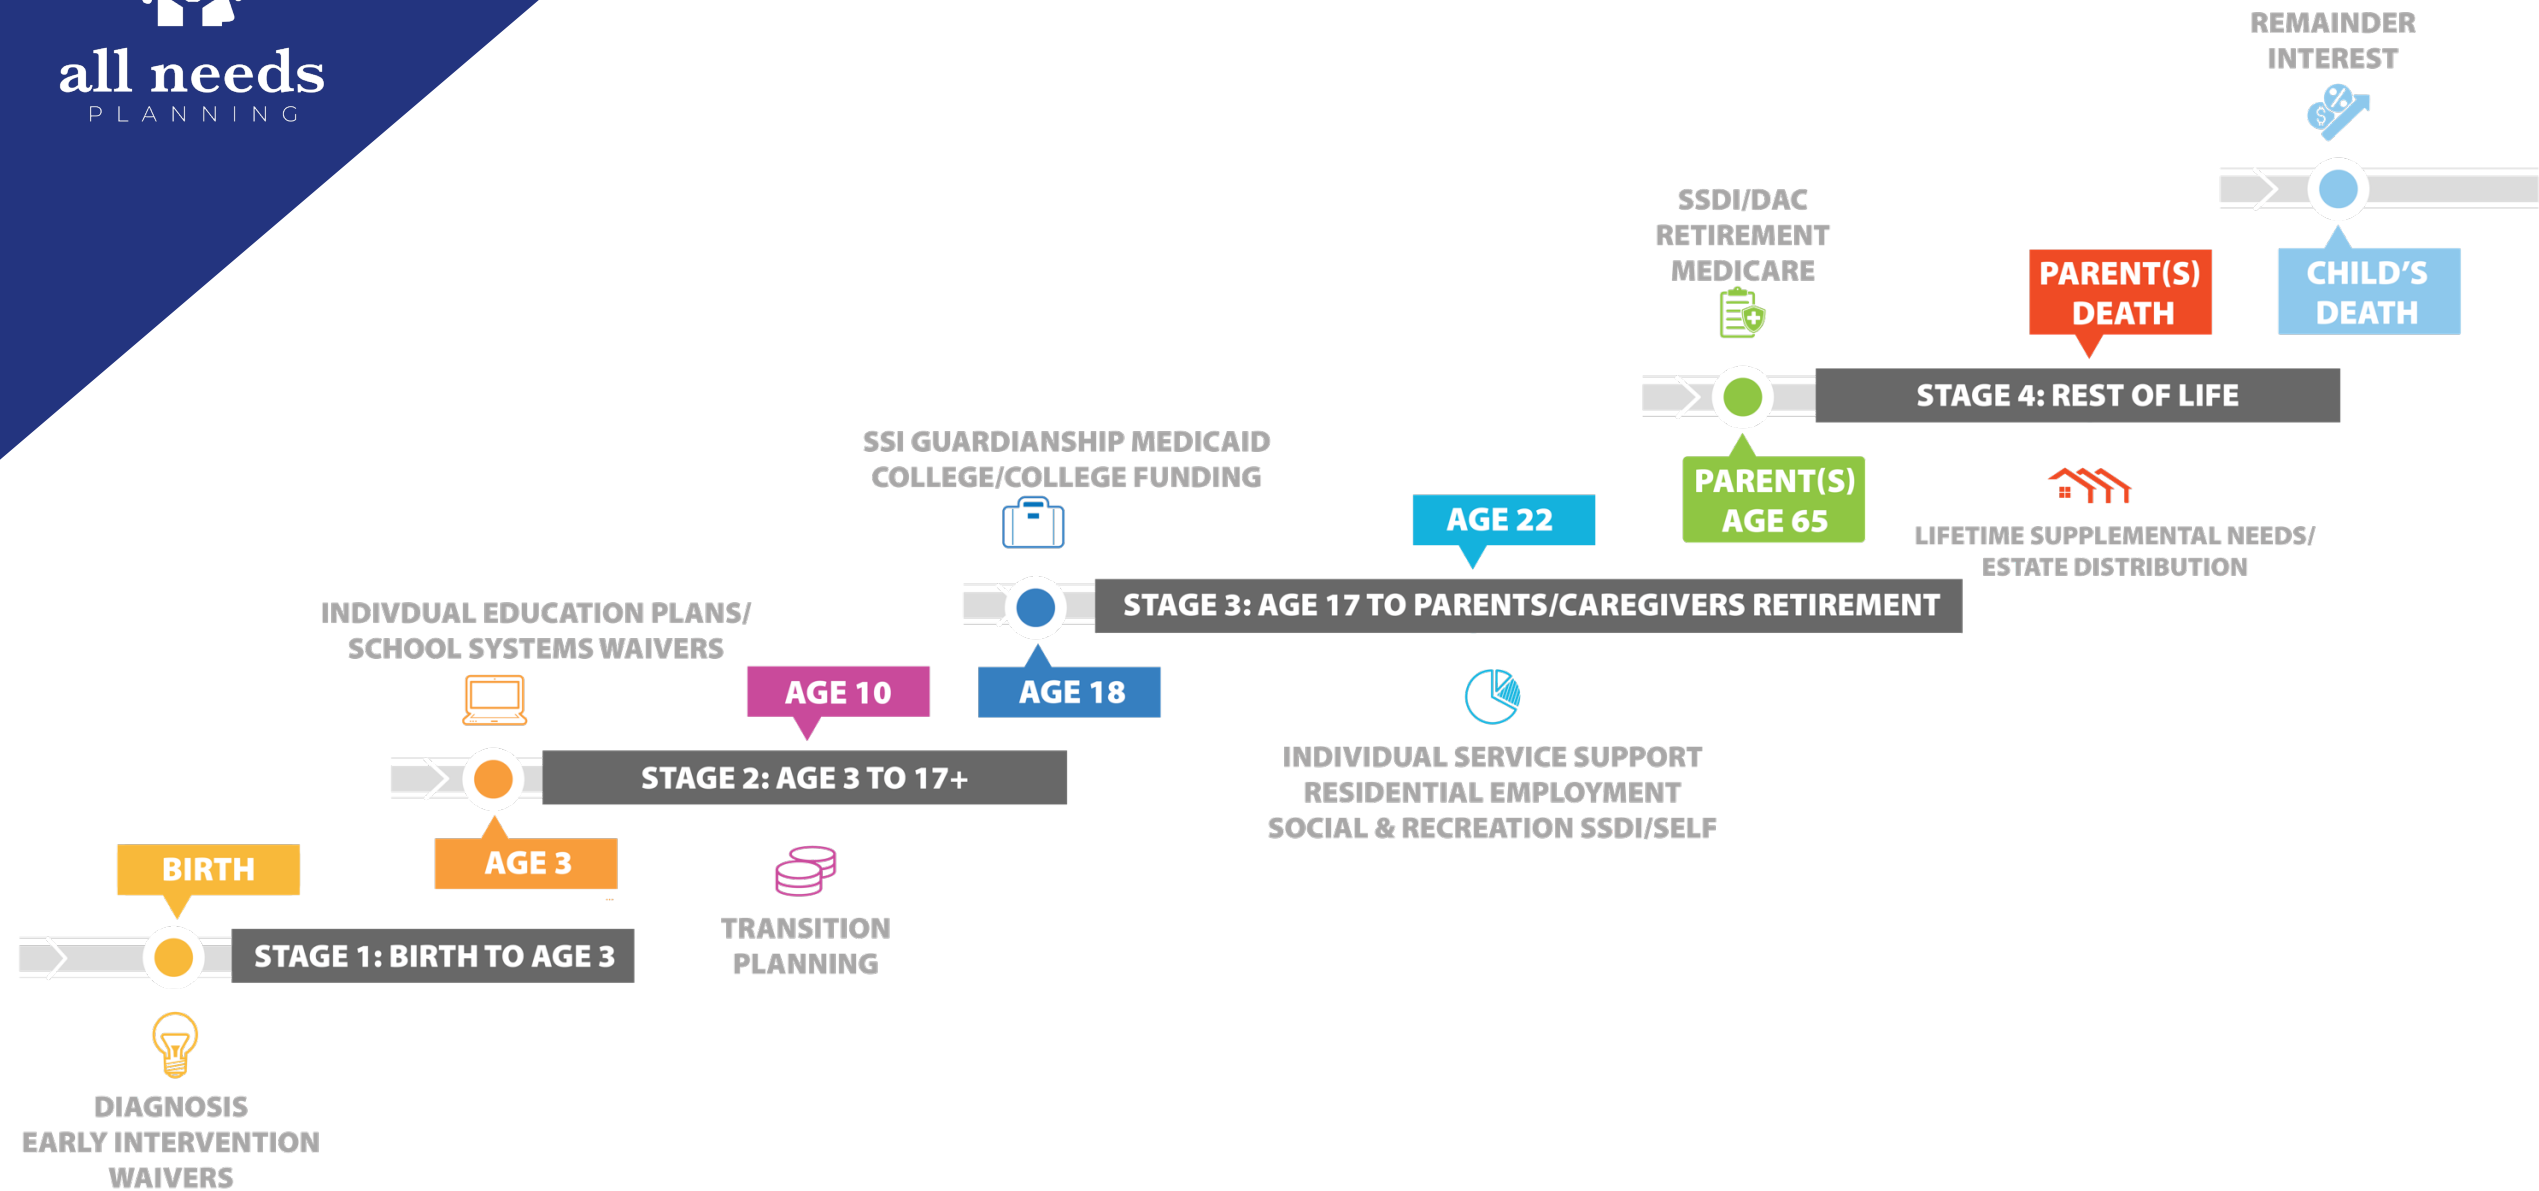 all needs
PLANNING
REMAINDER
INTEREST
CHILD'S
DEATH
SSDI/DAC
RETIREMENT
MEDICARE
PARENT(S)
AGE 65
PARENT(S)
DEATH
STAGE 4: REST OF LIFE
LIFETIME SUPPLEMENTAL NEEDS/
ESTATE DISTRIBUTION
SSI GUARDIANSHIP MEDICAID
COLLEGE/COLLEGE FUNDING
AGE 18
AGE 22
STAGE 3: AGE 17 TO PARENTS/CAREGIVERS RETIREMENT
INDIVIDUAL SERVICE SUPPORT
RESIDENTIAL EMPLOYMENT
SOCIAL & RECREATION SSDI/SELF
INDIVDUAL EDUCATION PLANS/
SCHOOL SYSTEMS WAIVERS
AGE 3
AGE 10
STAGE 2: AGE 3 TO 17+
TRANSITION
PLANNING
BIRTH
STAGE 1: BIRTH TO AGE 3
DIAGNOSIS
EARLY INTERVENTION
WAIVERS